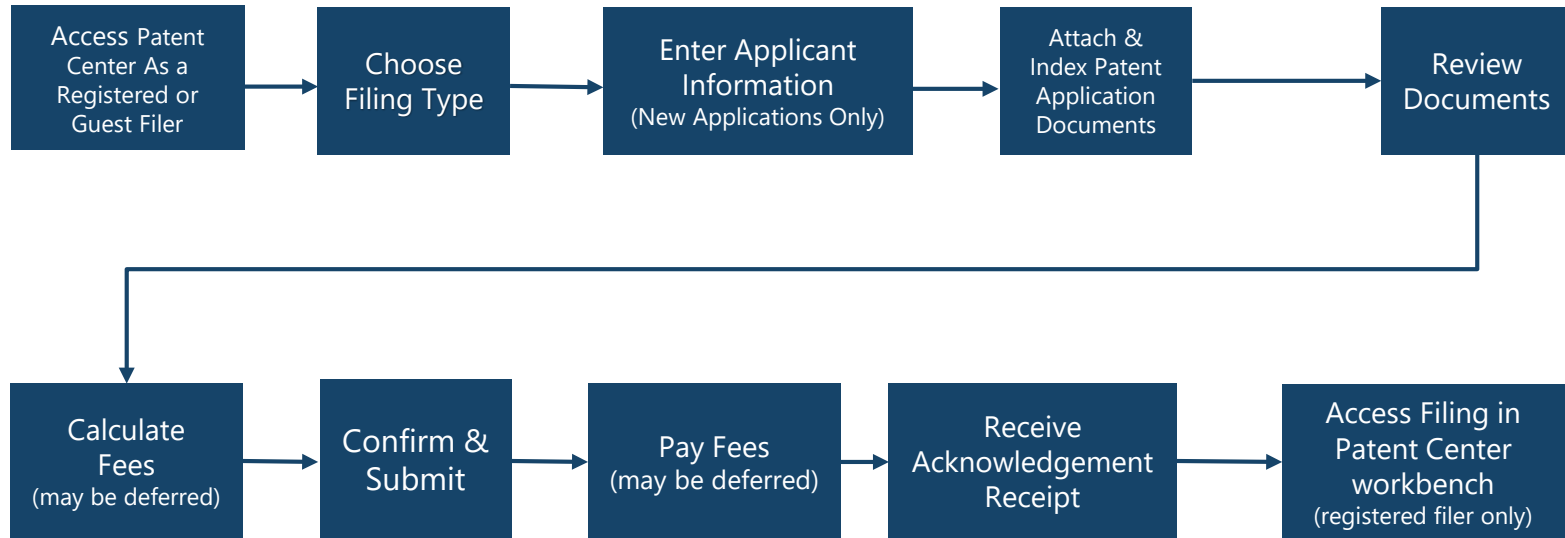 Access Patent
Center As a
Registered or
Guest Filer
Choose
Filing Type
Enter Applicant
Information
(New Applications Only)
Attach &
Index Patent
Application
Documents
Review
Documents
Calculate
Fees
(may be deferred)
Confirm &
Submit
Pay Fees
(may be deferred)
Receive
Acknowledgement
Receipt
Access Filing in
Patent Center
workbench
(registered filer only)